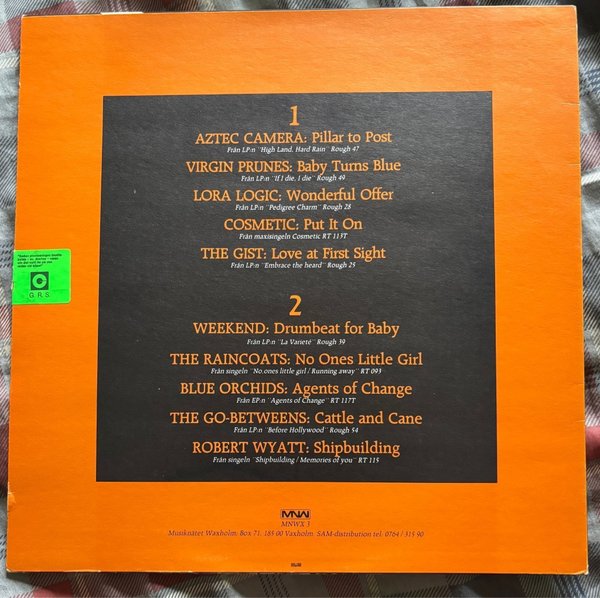 1
AZTEC CAMERA: Pillar to Post
Från LP:n "High Land, Hard Rain" Rough 47
VIRGIN PRUNES: Baby Turns Blue
Från LP:n "If I die, i die" Rough 49
LORA LOGIC: Wonderful Offer
Från LP:n "Pedigree Charm" Rough 28
COSMETIC: Put It On
Från maxisingeln Cosmetic RT 113T
THE GIST: Love at First Sight
Från LP:n "Embrace the heard" Rough 25
G.R.S.
2
WEEKEND: Drumbeat for Baby
Från LP:n "La Varieté" Rough 39
THE RAINCOATS: No Ones Little Girl
Från singeln "No ones little girl / Running away" RT 093
BLUE ORCHIDS: Agents of Change
Från EP:n "Agents of Change" RT 117T
THE GO-BETWEENS: Cattle and Cane
Från LP:n "Before Hollywood" Rough 54
ROBERT WYATT: Shipbuilding
Från singeln "Shipbuilding / Memories of you" RT 115
MNW
MNWX 3
Musiknätet Waxholm: Box 71, 185 00 Vaxholm. SAM-distribution tel: 0764 / 315 90